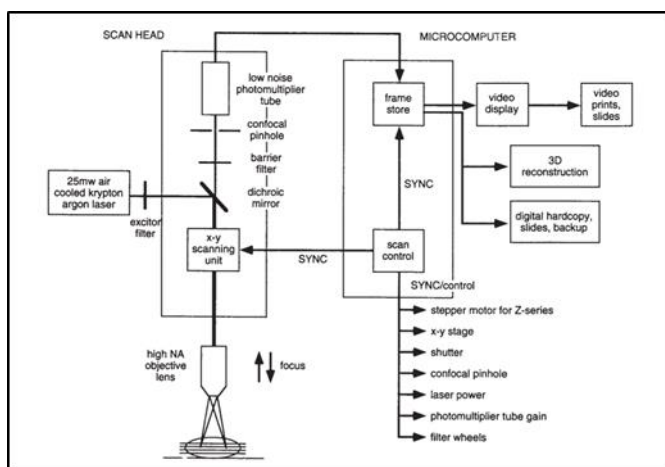 SCAN HEAD
MICROCOMPUTER
low noise
photomultiplier
tube
confocal
pinhole
barrier
filter
dichroic
mirror
25mw air
cooled krypton
argon laser
excitor
filter
x-y
scanning
unit
high NA
objective
lens
focus
frame
store
SYNC
scan
control
SYNC
SYNC/control
video
display
video
prints,
slides
3D
reconstruction
digital hardcopy,
slides, backup
stepper motor for Z-series
x-y stage
shutter
confocal pinhole
laser power
photomultiplier tube gain
filter wheels